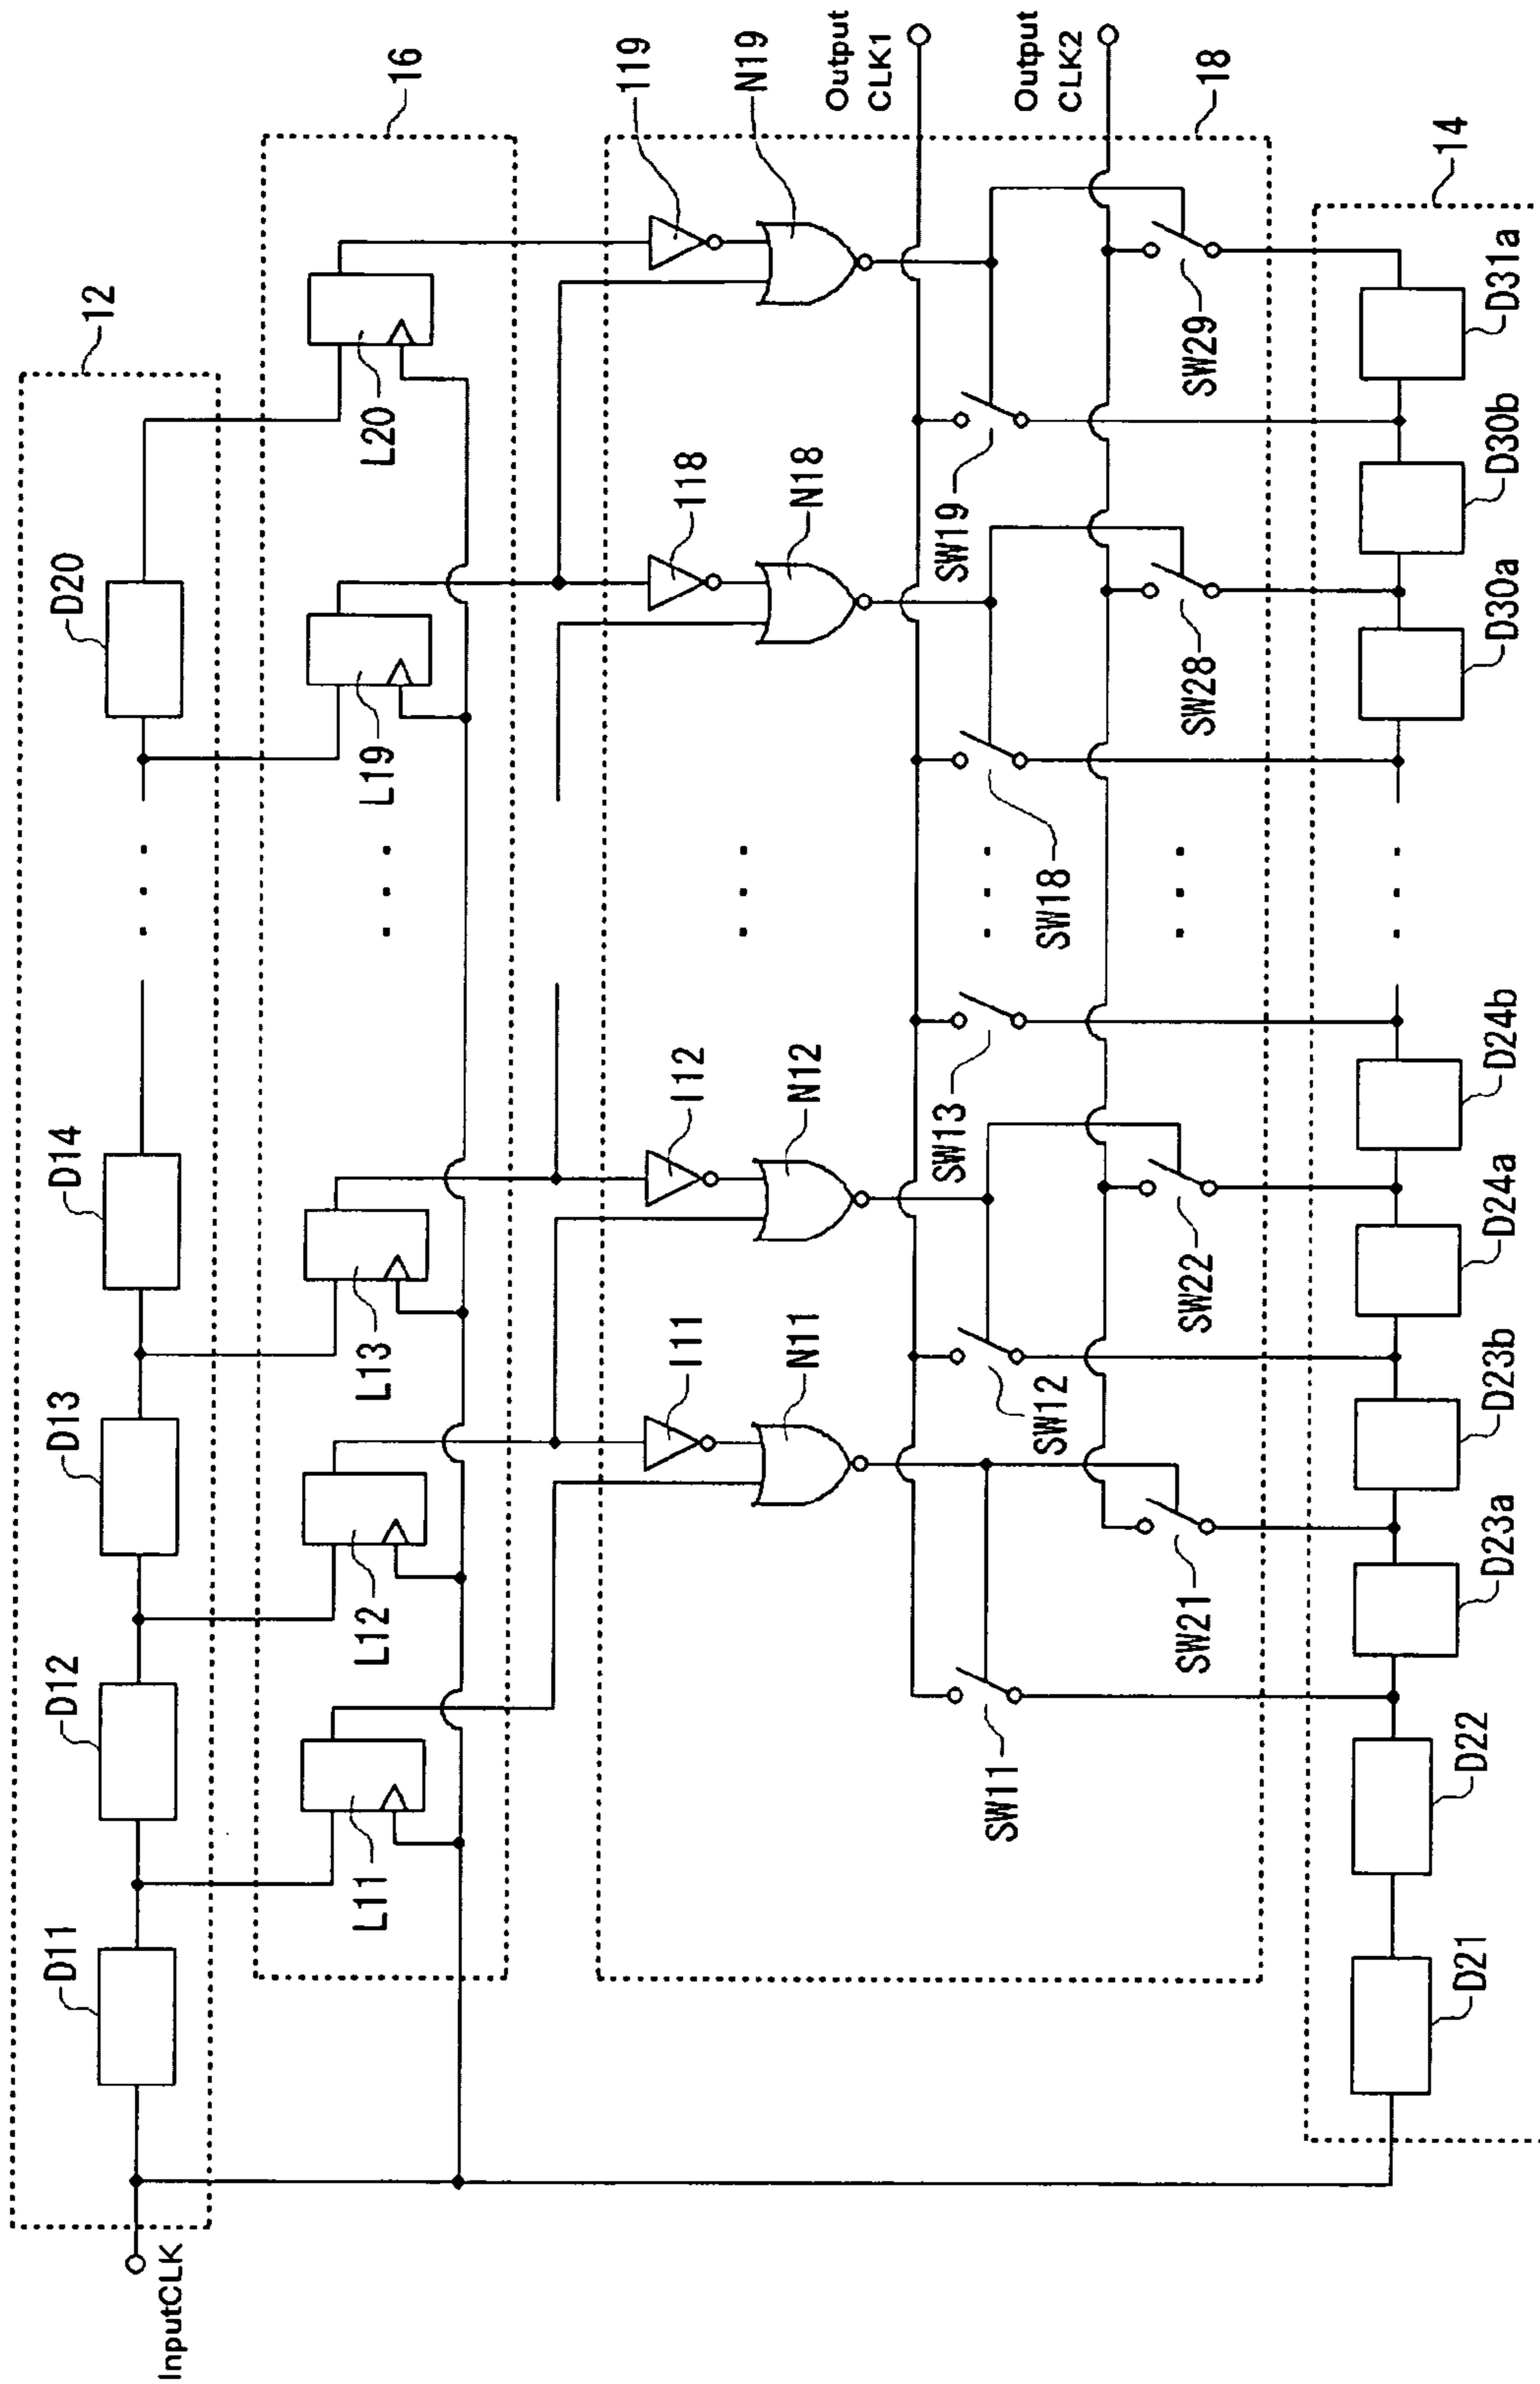 InputCLK
D11
D12
D13
D14
D20
12
L11
L12
L13
L19
L20
16
I11
I12
118
119
N11
N12
N18
N19
Output
CLK1
Output
CLK2
SW11
SW12
SW13
SW18
SW19
SW21
SW22
SW28
SW29
18
D21
D22
D23a
D23b
D24a
D24b
D30a
D30b
D31a
14